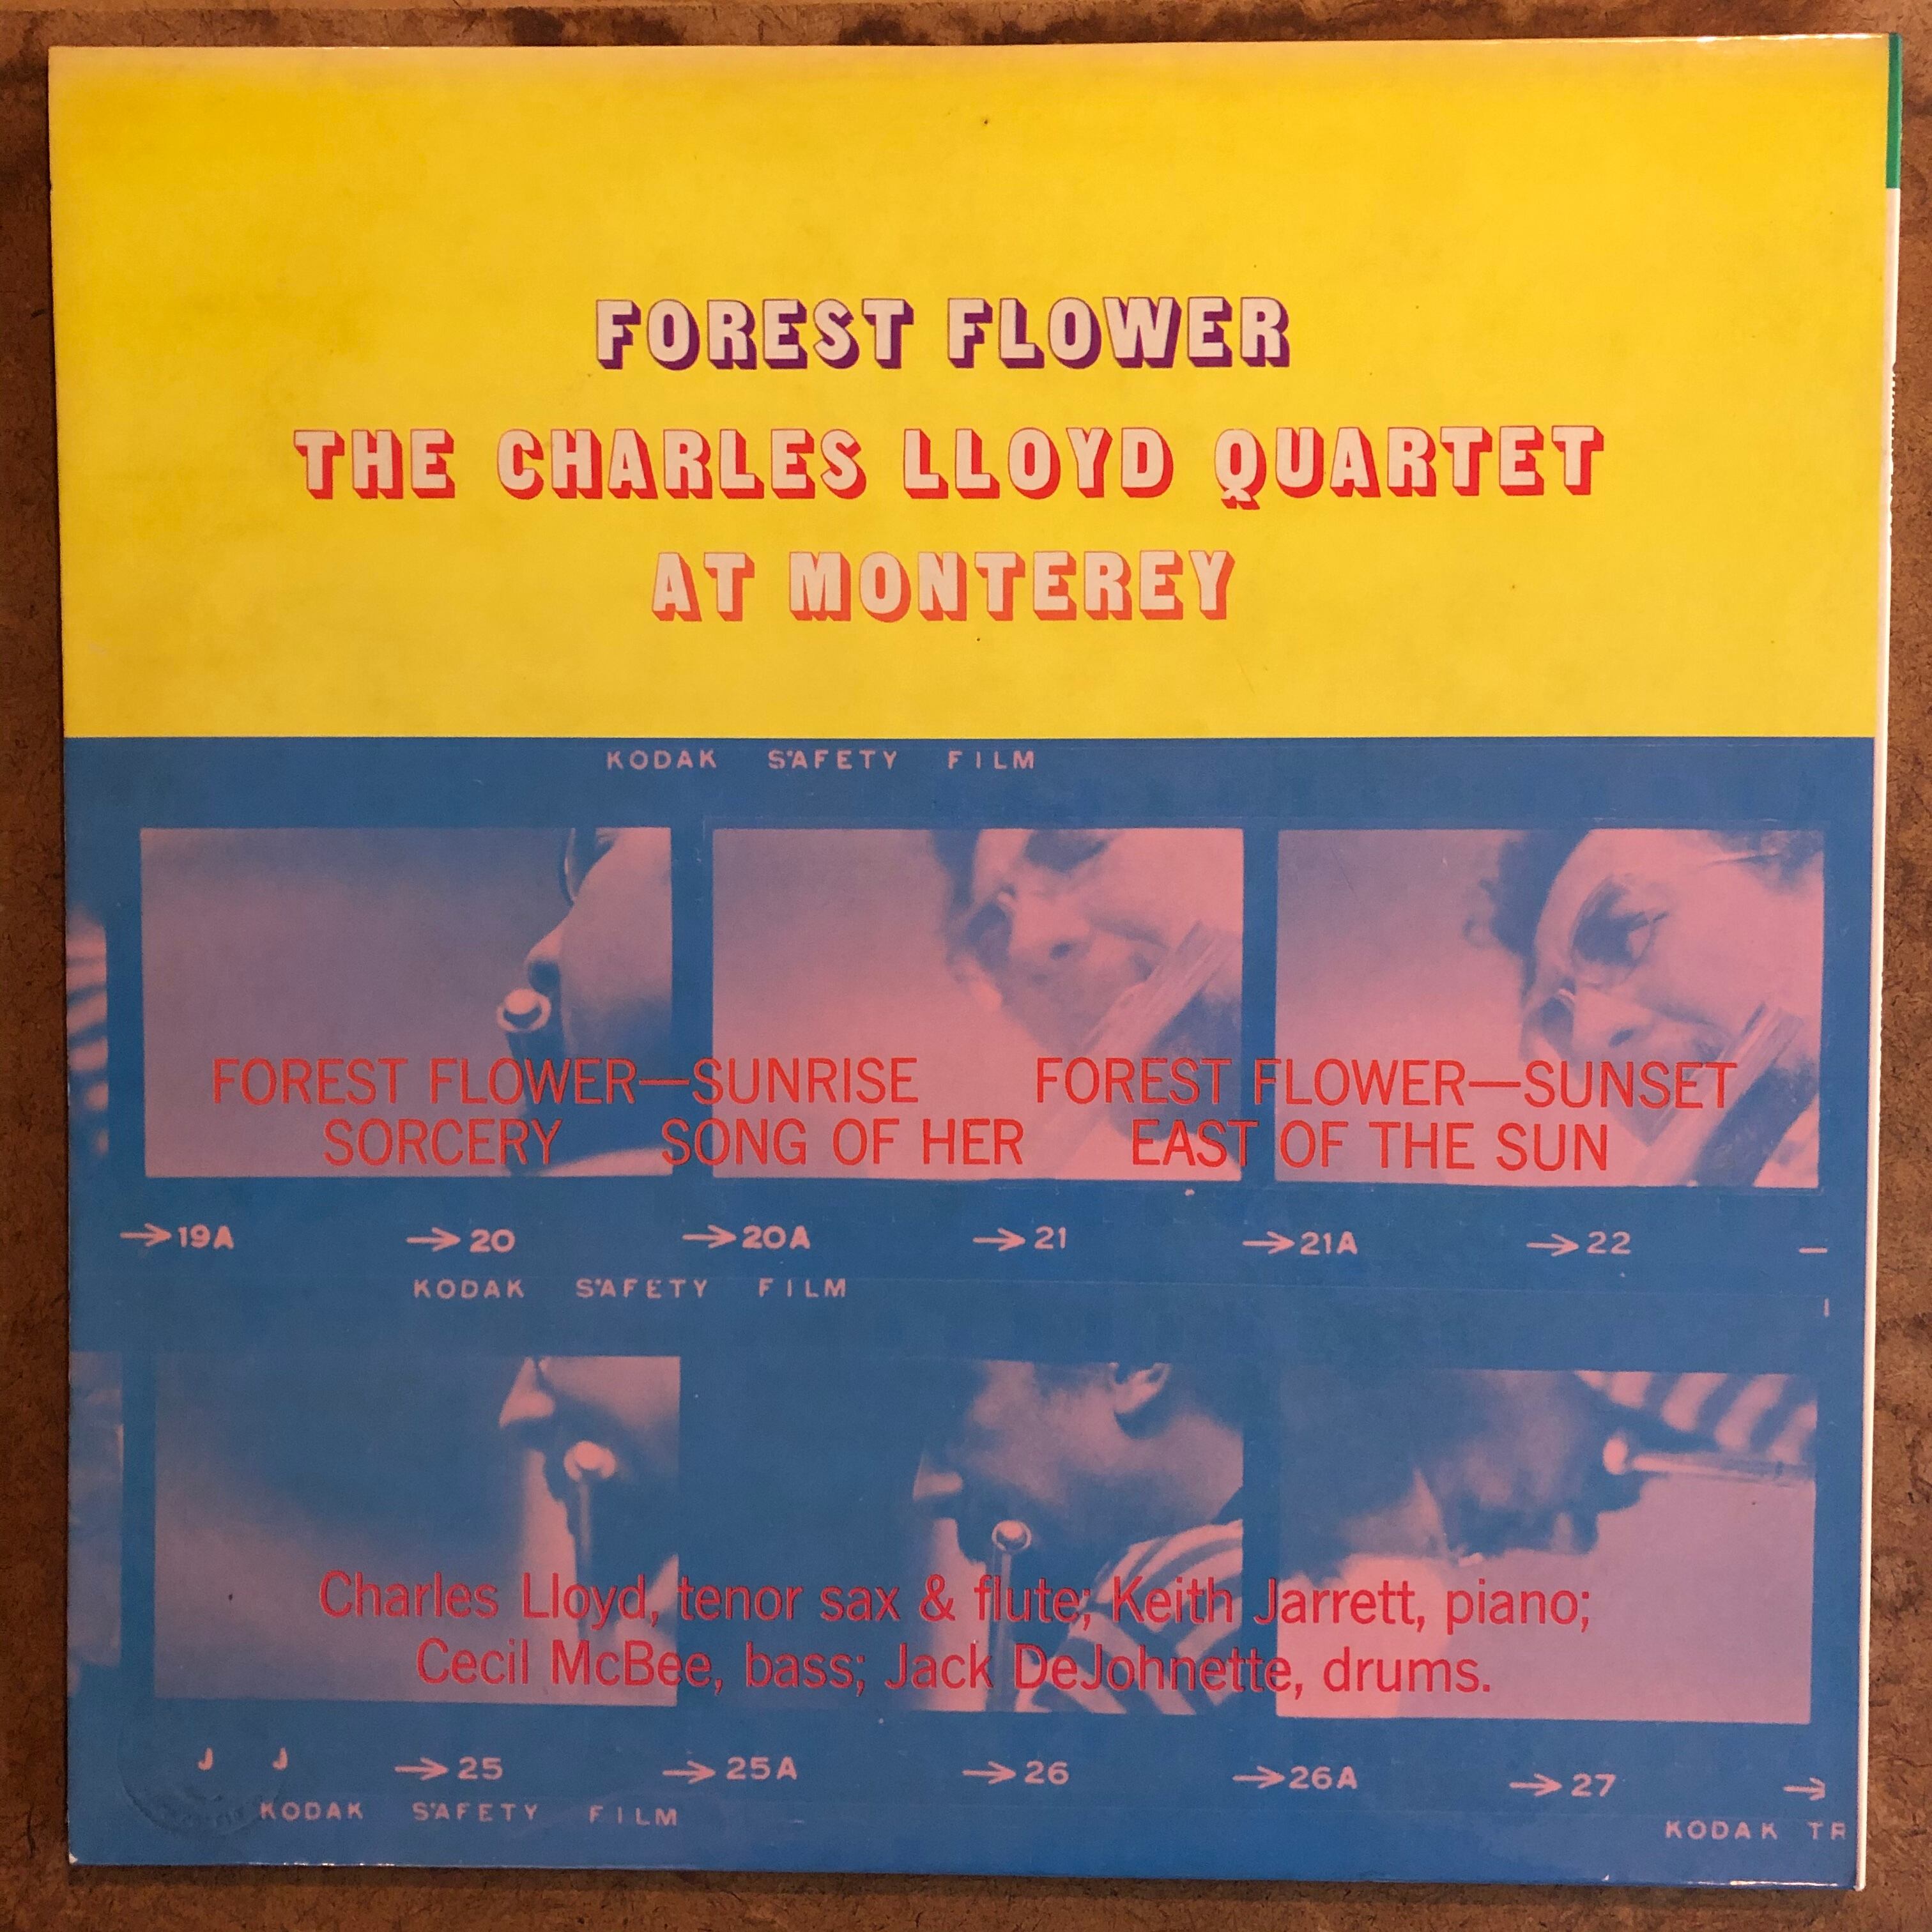 FOREST FLOWER
THE CHARLES LLOYD QUARTET
AT MONTEREY
KODAK SAFETY FILM
FOREST FLOWER—SUNRISE FOREST FLOWER—SUNSET
SORCERY SONG OF HER EAST OF THE SUN
→19A →20 →20A →21 →21A →22
KODAK SAFETY FILM
Charles Lloyd, tenor sax & flute; Keith Jarrett, piano;
Cecil McBee, bass; Jack DeJohnette, drums.
→25 →25A →26 →26A →27 →
KODAK SAFETY FILM
KODAK TR